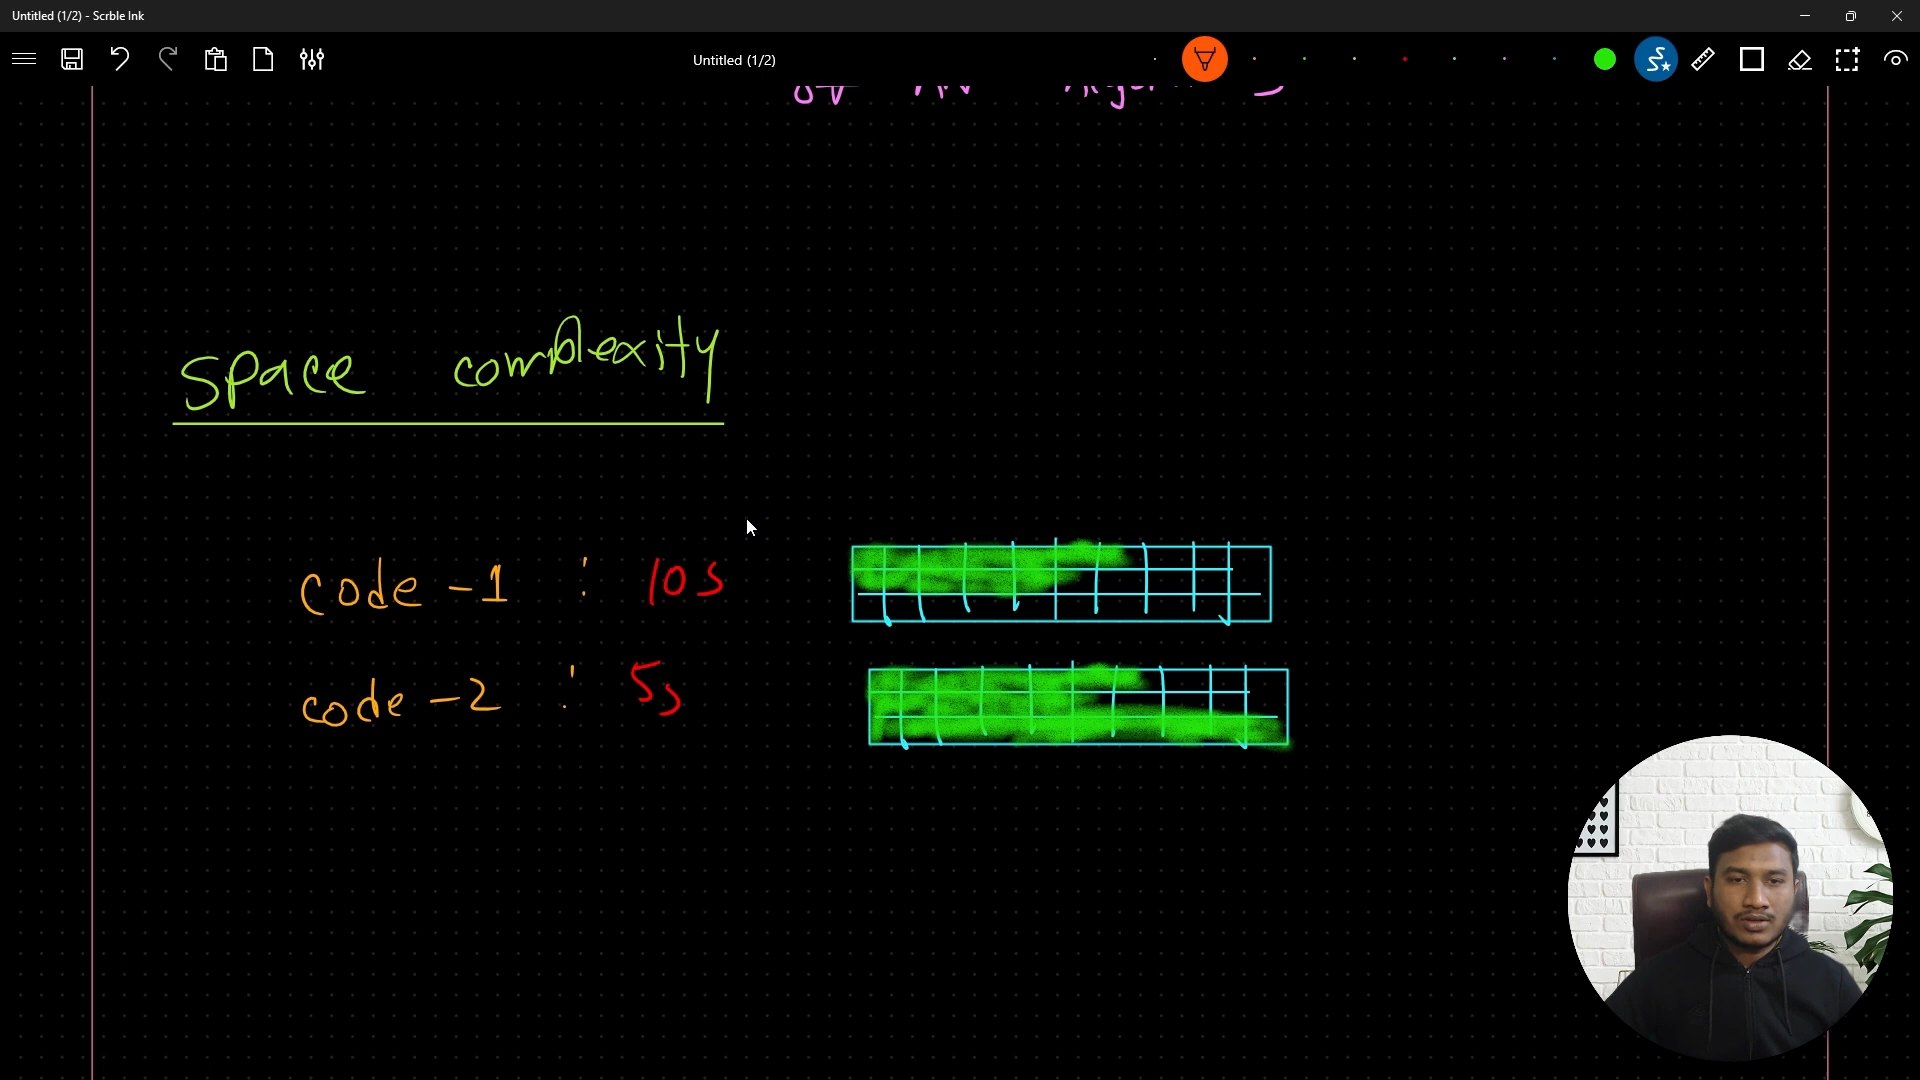 Untitled (1/2) - Scrble Ink
Untitled (1/2)
space complexity
code -1 : 10s
code -2 : 5s